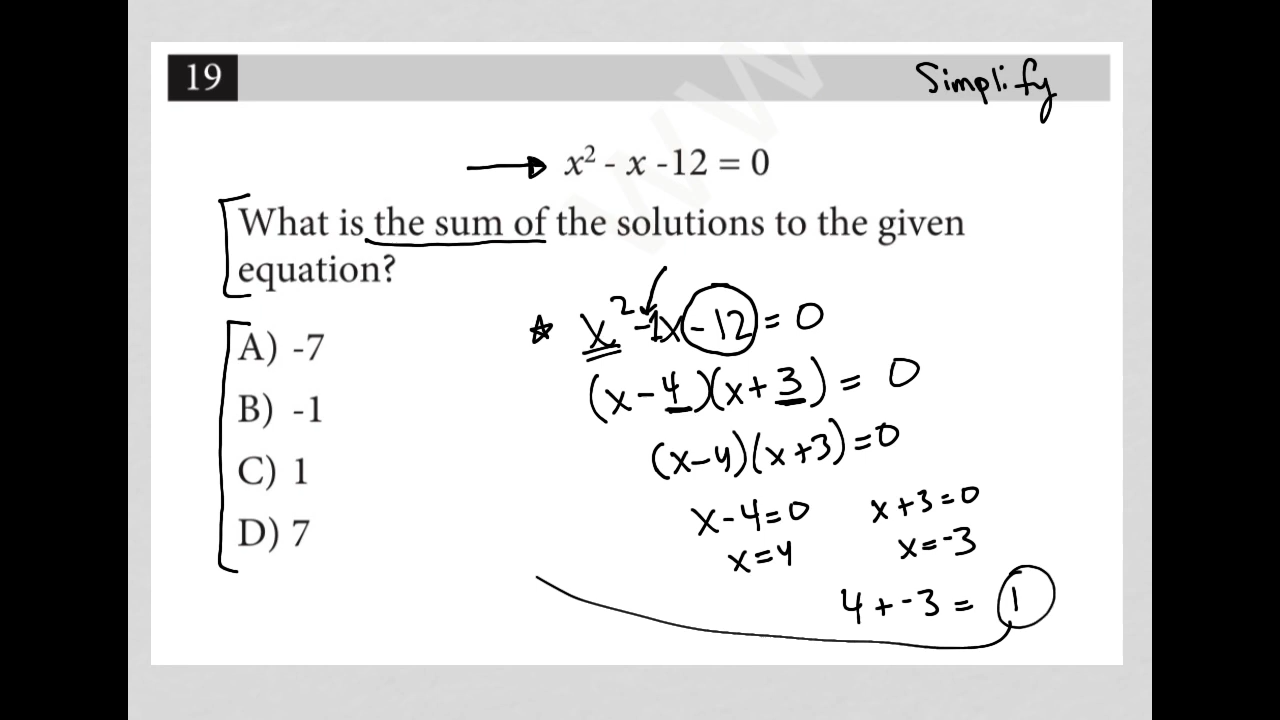 19
Simplify
x² - x -12 = 0
What is the sum of the solutions to the given
equation?
A) -7
B) -1
C) 1
D) 7
x² -1x -12 = 0
(x - 4)(x + 3) = 0
(x-4)(x+3)=0
x-4=0 x+3=0
x=4 x=-3
4 + -3 = 1